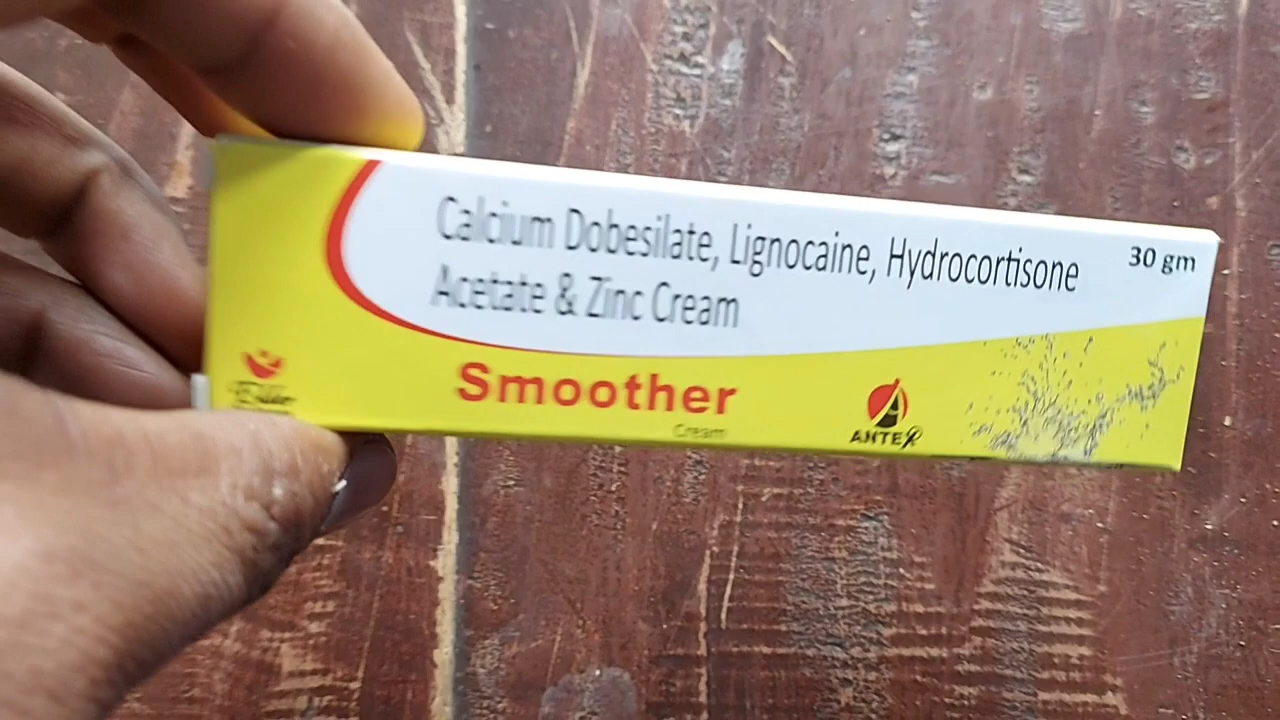 Calcium Dobesilate, Lignocaine, Hydrocortisone
Acetate & Zinc Cream
30 gm
Smoother
Cream
ANTEX